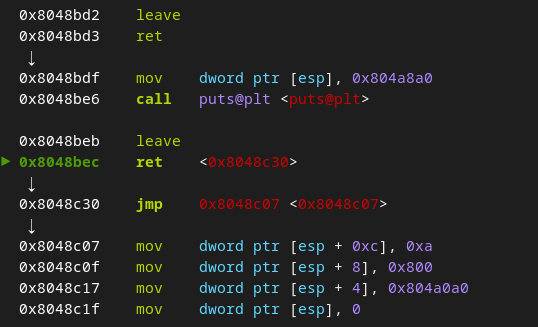 0x8048bd2 leave
0x8048bd3 ret
↓
0x8048bdf mov dword ptr [esp], 0x804a8a0
0x8048be6 call puts@plt <puts@plt>
0x8048beb leave
► 0x8048bec ret <0x8048c30>
↓
0x8048c30 jmp 0x8048c07 <0x8048c07>
↓
0x8048c07 mov dword ptr [esp + 0xc], 0xa
0x8048c0f mov dword ptr [esp + 8], 0x800
0x8048c17 mov dword ptr [esp + 4], 0x804a0a0
0x8048c1f mov dword ptr [esp], 0